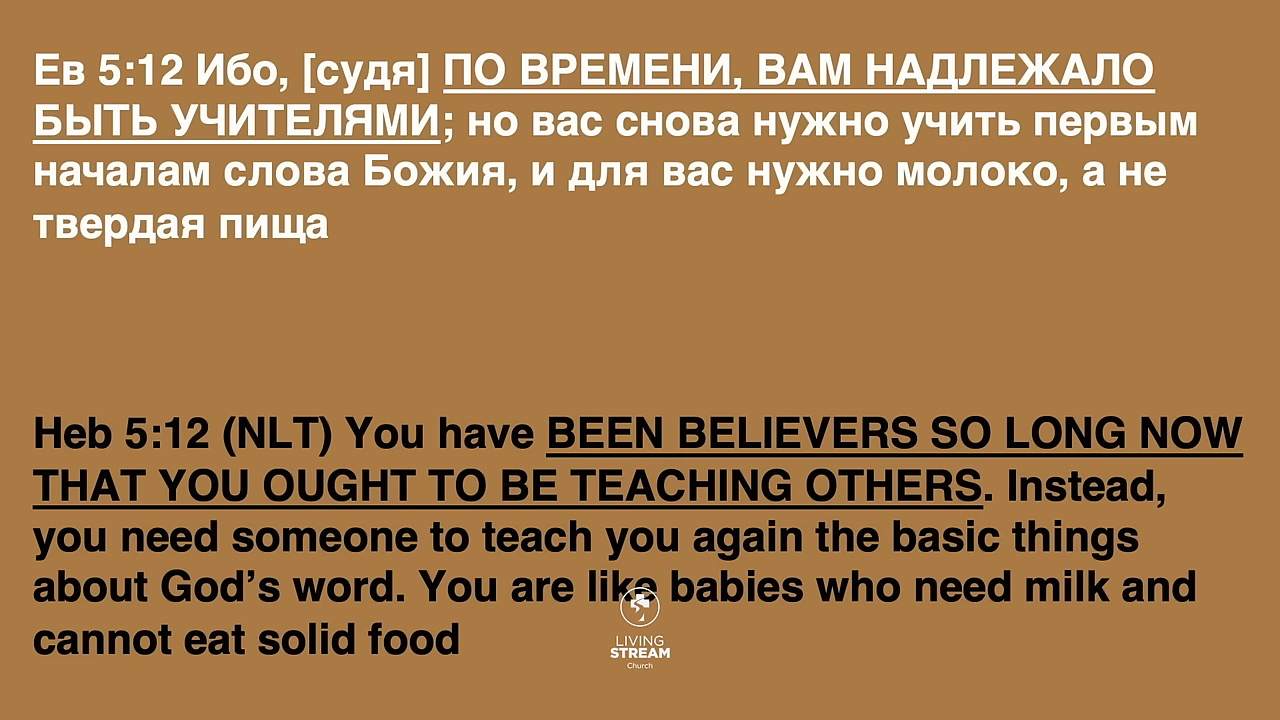 Ев 5:12 Ибо, [судя] ПО ВРЕМЕНИ, ВАМ НАДЛЕЖАЛО
БЫТЬ УЧИТЕЛЯМИ; но вас снова нужно учить первым
началам слова Божия, и для вас нужно молоко, а не
твердая пища
Heb 5:12 (NLT) You have BEEN BELIEVERS SO LONG NOW
THAT YOU OUGHT TO BE TEACHING OTHERS. Instead,
you need someone to teach you again the basic things
about God’s word. You are like babies who need milk and
cannot eat solid food
LIVING
STREAM
Church